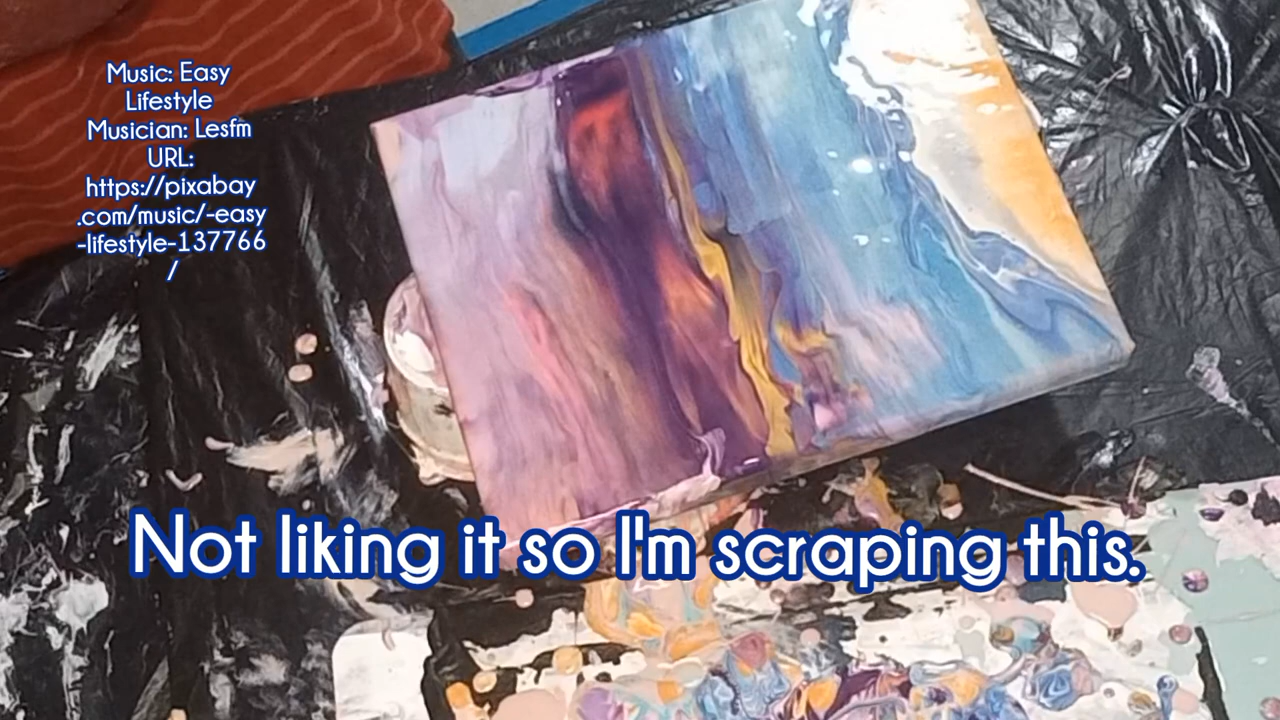 Music: Easy
Lifestyle
Musician: Lesfm
URL:
https://pixabay
.com/music/-easy
-lifestyle-137766
/
Not liking it so I'm scraping this.